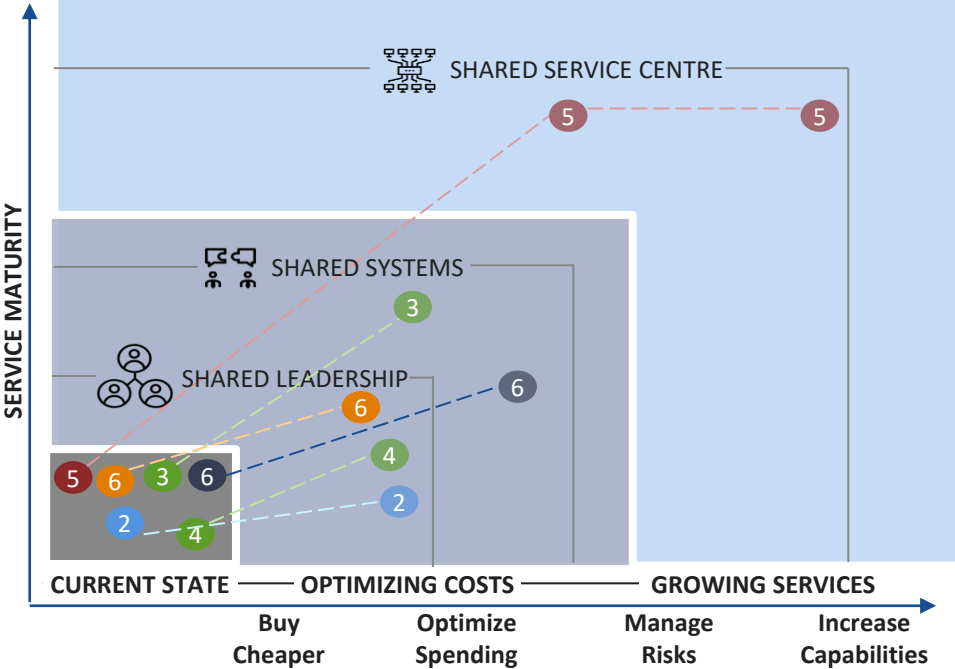 SHARED SERVICE CENTRE
5 5
SERVICE MATURITY
SHARED SYSTEMS
3
SHARED LEADERSHIP
6
6
4
5 6 3 6
2
2
4
CURRENT STATE OPTIMIZING COSTS GROWING SERVICES
Buy Optimize Manage Increase
Cheaper Spending Risks Capabilities